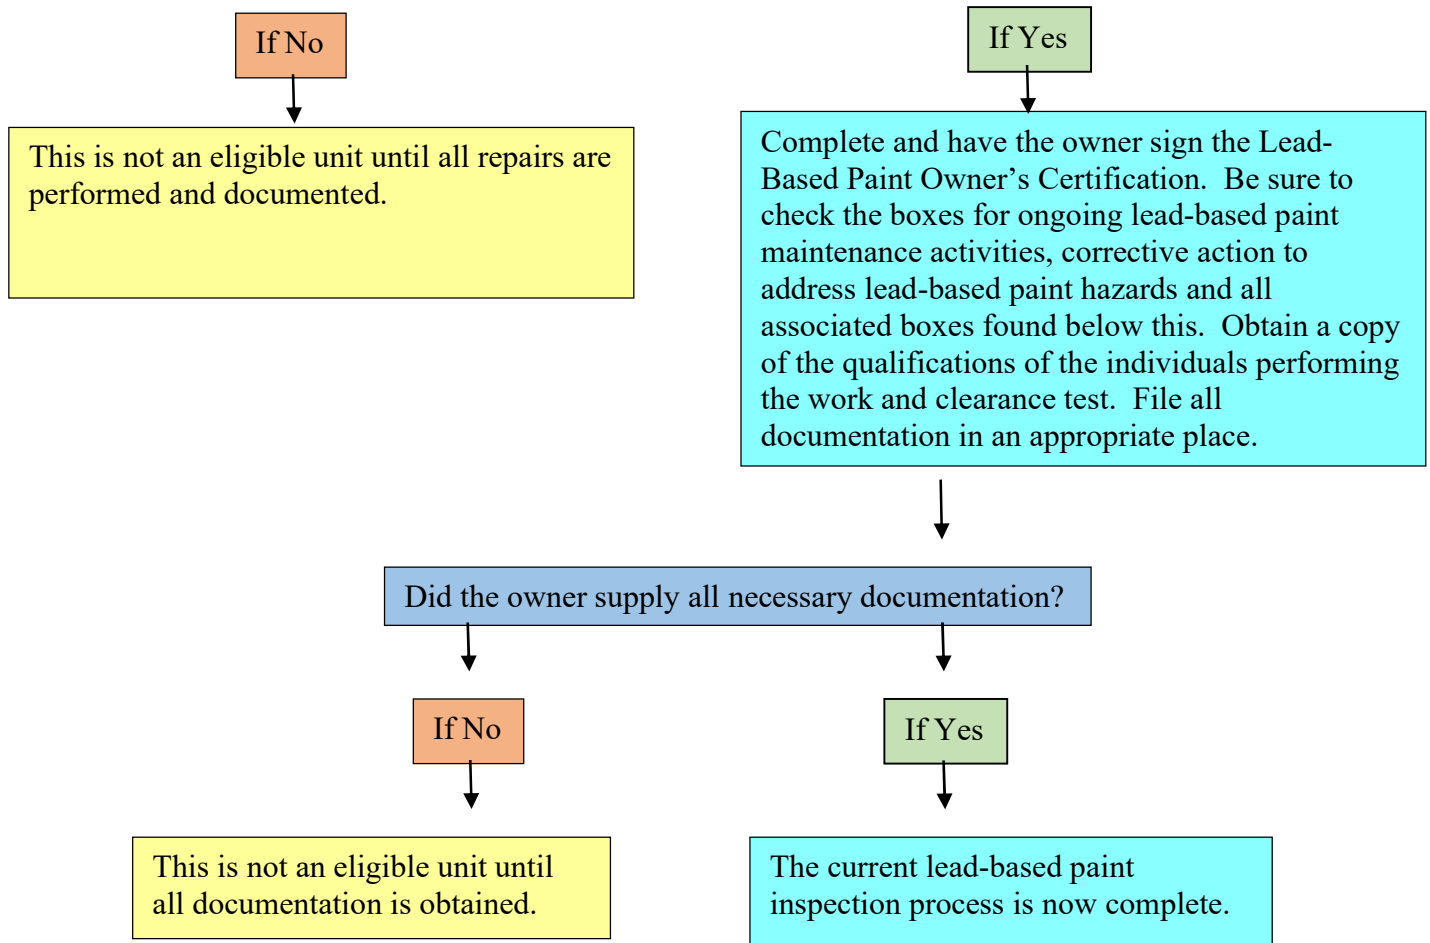 If No
If Yes
This is not an eligible unit until all repairs are
performed and documented.
Complete and have the owner sign the Lead-
Based Paint Owner’s Certification.  Be sure to
check the boxes for ongoing lead-based paint
maintenance activities, corrective action to
address lead-based paint hazards and all
associated boxes found below this.  Obtain a copy
of the qualifications of the individuals performing
the work and clearance test.  File all
documentation in an appropriate place.
Did the owner supply all necessary documentation?
If No
If Yes
This is not an eligible unit until
all documentation is obtained.
The current lead-based paint
inspection process is now complete.